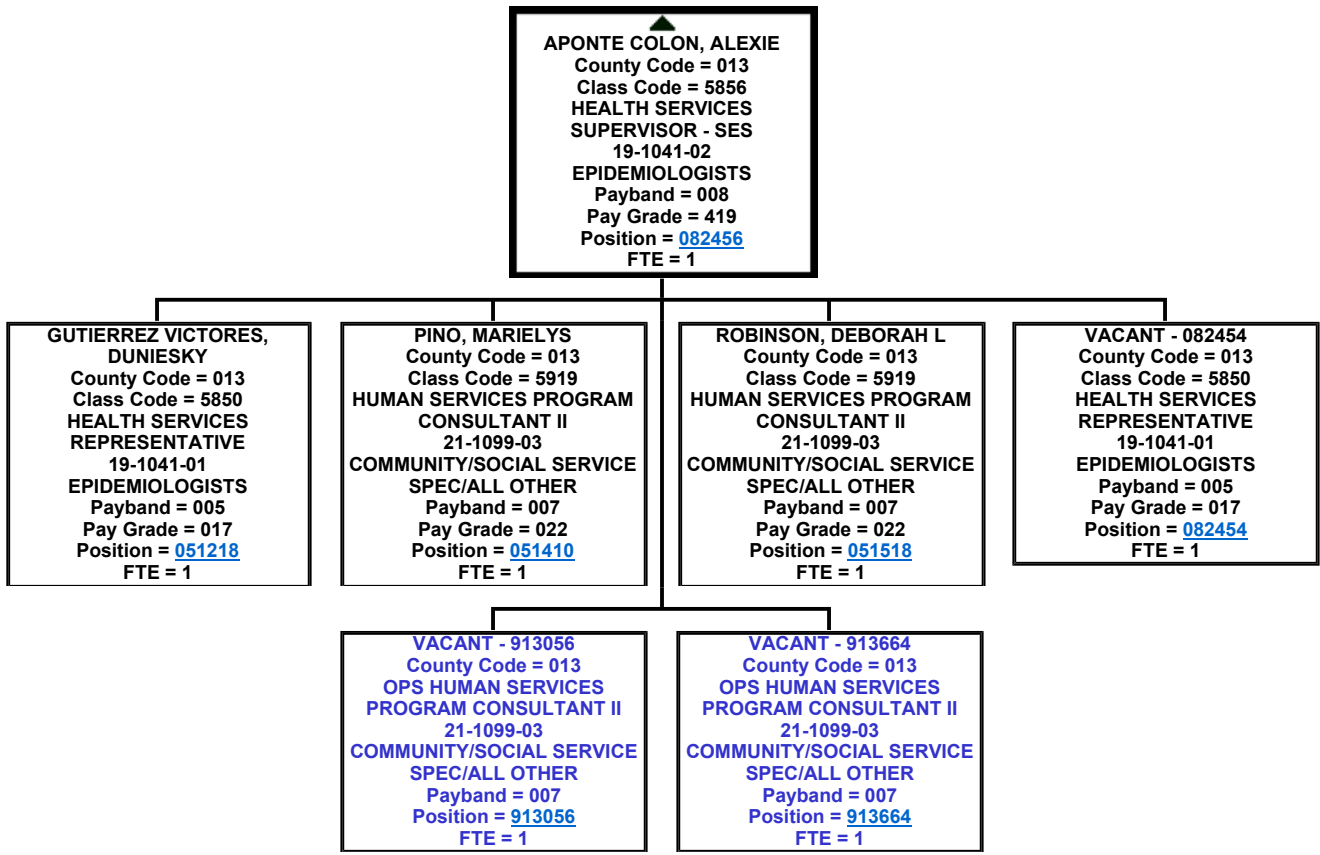 APONTE COLON, ALEXIE
County Code = 013
Class Code = 5856
HEALTH SERVICES
SUPERVISOR - SES
19-1041-02
EPIDEMIOLOGISTS
Payband = 008
Pay Grade = 419
Position = 082456
FTE = 1
GUTIERREZ VICTORES,
DUNIESKY
County Code = 013
Class Code = 5850
HEALTH SERVICES
REPRESENTATIVE
19-1041-01
EPIDEMIOLOGISTS
Payband = 005
Pay Grade = 017
Position = 051218
FTE = 1
PINO, MARIELYS
County Code = 013
Class Code = 5919
HUMAN SERVICES PROGRAM
CONSULTANT II
21-1099-03
COMMUNITY/SOCIAL SERVICE
SPEC/ALL OTHER
Payband = 007
Pay Grade = 022
Position = 051410
FTE = 1
ROBINSON, DEBORAH L
County Code = 013
Class Code = 5919
HUMAN SERVICES PROGRAM
CONSULTANT II
21-1099-03
COMMUNITY/SOCIAL SERVICE
SPEC/ALL OTHER
Payband = 007
Pay Grade = 022
Position = 051518
FTE = 1
VACANT - 082454
County Code = 013
Class Code = 5850
HEALTH SERVICES
REPRESENTATIVE
19-1041-01
EPIDEMIOLOGISTS
Payband = 005
Pay Grade = 017
Position = 082454
FTE = 1
VACANT - 913056
County Code = 013
OPS HUMAN SERVICES
PROGRAM CONSULTANT II
21-1099-03
COMMUNITY/SOCIAL SERVICE
SPEC/ALL OTHER
Payband = 007
Position = 913056
FTE = 1
VACANT - 913664
County Code = 013
OPS HUMAN SERVICES
PROGRAM CONSULTANT II
21-1099-03
COMMUNITY/SOCIAL SERVICE
SPEC/ALL OTHER
Payband = 007
Position = 913664
FTE = 1